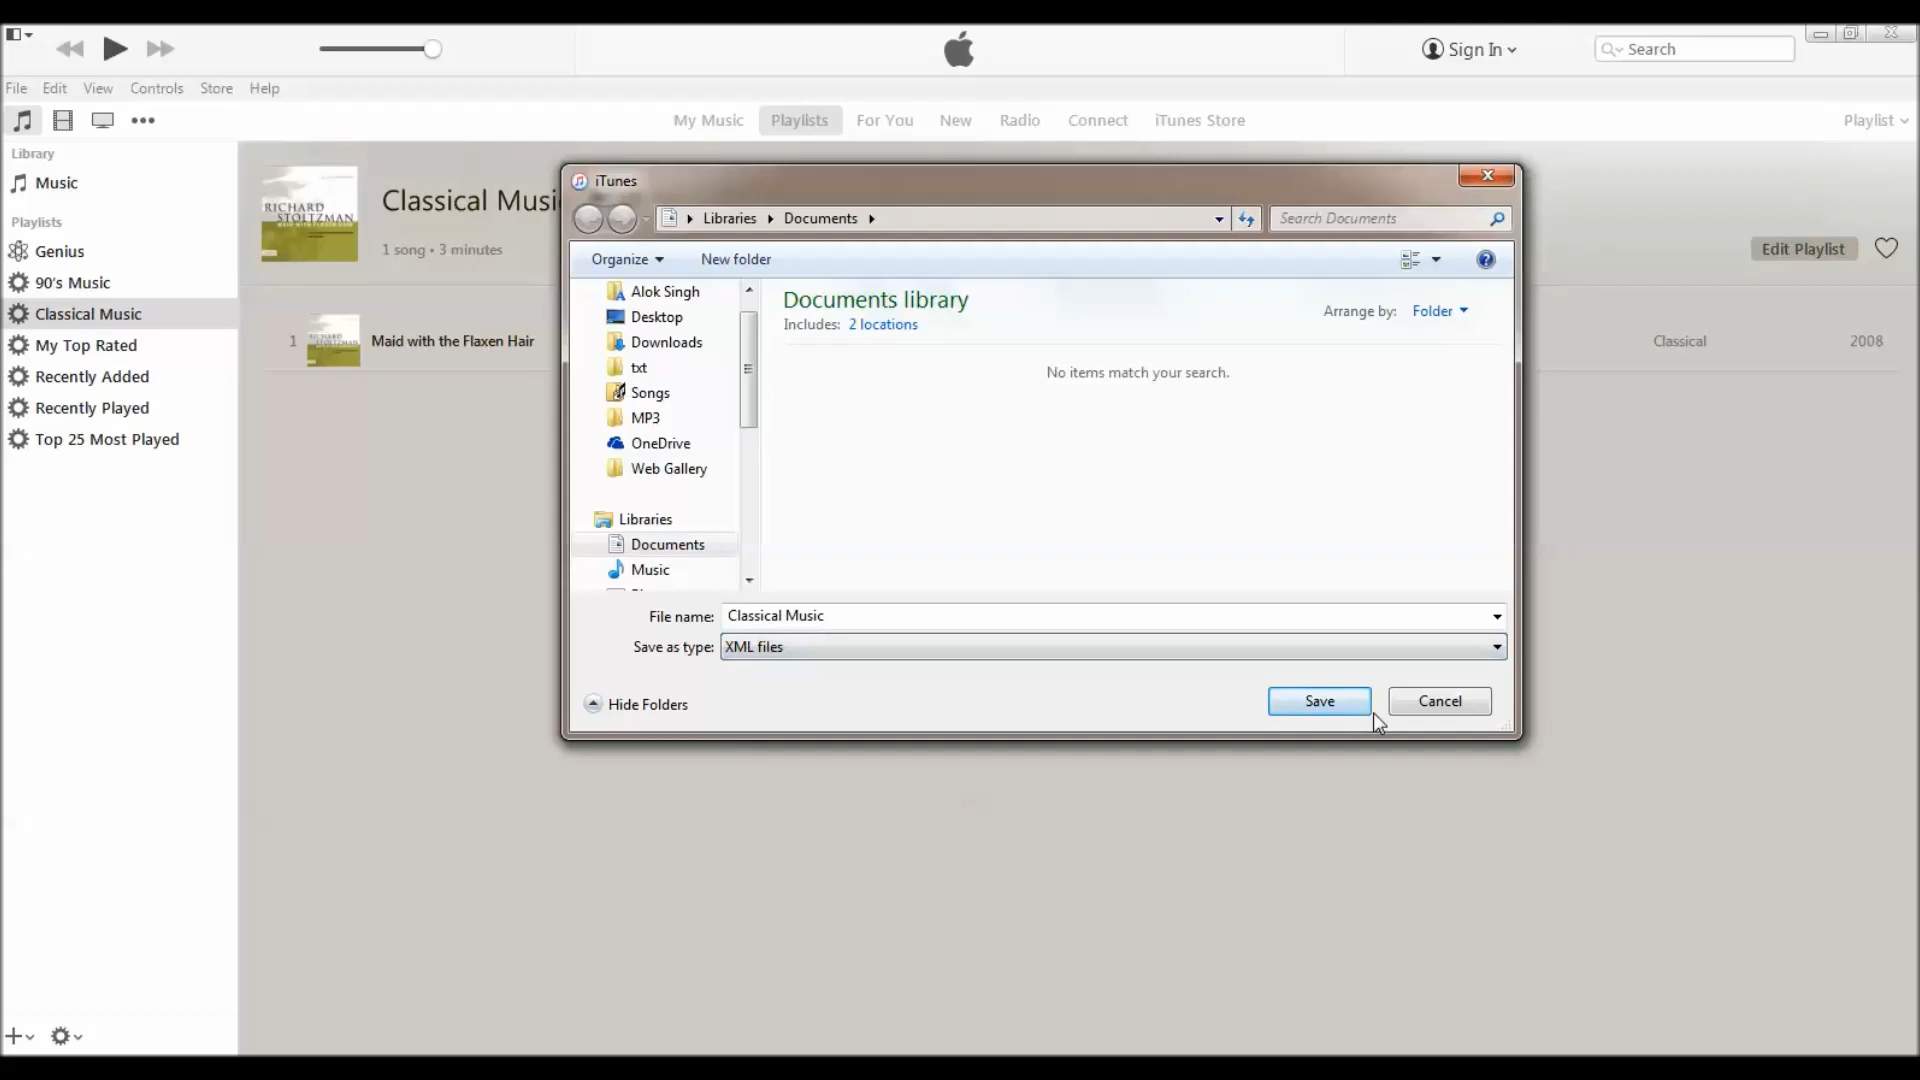 Sign In
Search
File Edit View Controls Store Help
My Music Playlists For You New Radio Connect iTunes Store Playlist
Library
Music
Playlists
Genius
90's Music
Classical Music
My Top Rated
Recently Added
Recently Played
Top 25 Most Played
RICHARD
STOLTZMAN
MAID WITH THE FLAXEN HAIR
Classical Musi
1 song • 3 minutes
Edit Playlist
1 Maid with the Flaxen Hair Classical 2008
iTunes
Libraries Documents
Search Documents
Organize New folder
Alok Singh
Desktop
Downloads
txt
Songs
MP3
OneDrive
Web Gallery
Libraries
Documents
Music
Documents library
Includes: 2 locations
Arrange by: Folder
No items match your search.
File name: Classical Music
Save as type: XML files
Hide Folders
Save Cancel